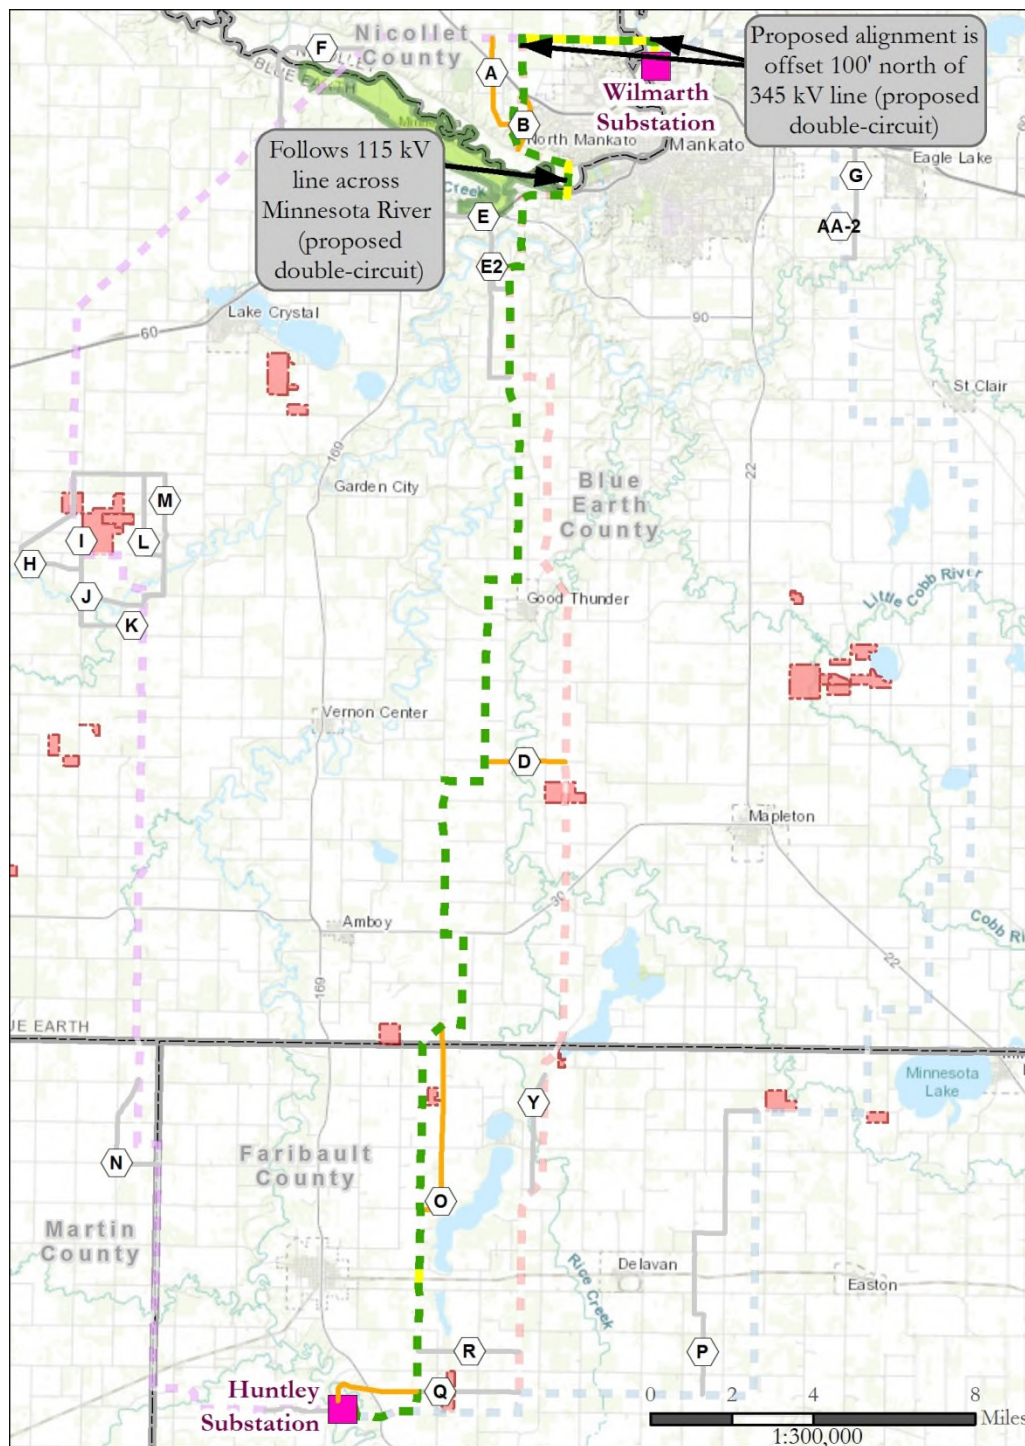 Nicollet
County
F
NICOLLET
BLUE EARTH
A
B
Wilmarth
Substation
North Mankato
Mankato
Proposed alignment is
offset 100' north of
345 kV line (proposed
double-circuit)
Eagle Lake
G
AA-2
Follows 115 kV
line across
Minnesota River
(proposed
double-circuit)
Creek
E
E2
Lake Crystal
60
90
St Clair
169
22
Garden City
Blue
Earth
County
M
I
L
H
J
K
Good Thunder
Little Cobb River
Vernon Center
D
Mapleton
30
Amboy
22
Cobb
169
UE EARTH
Minnesota
Lake
Y
N
Faribault
County
O
Martin
County
Delavan
Easton
Rice Creek
R
P
Huntley
Substation
Q
0 2 4 8
Miles
1:300,000